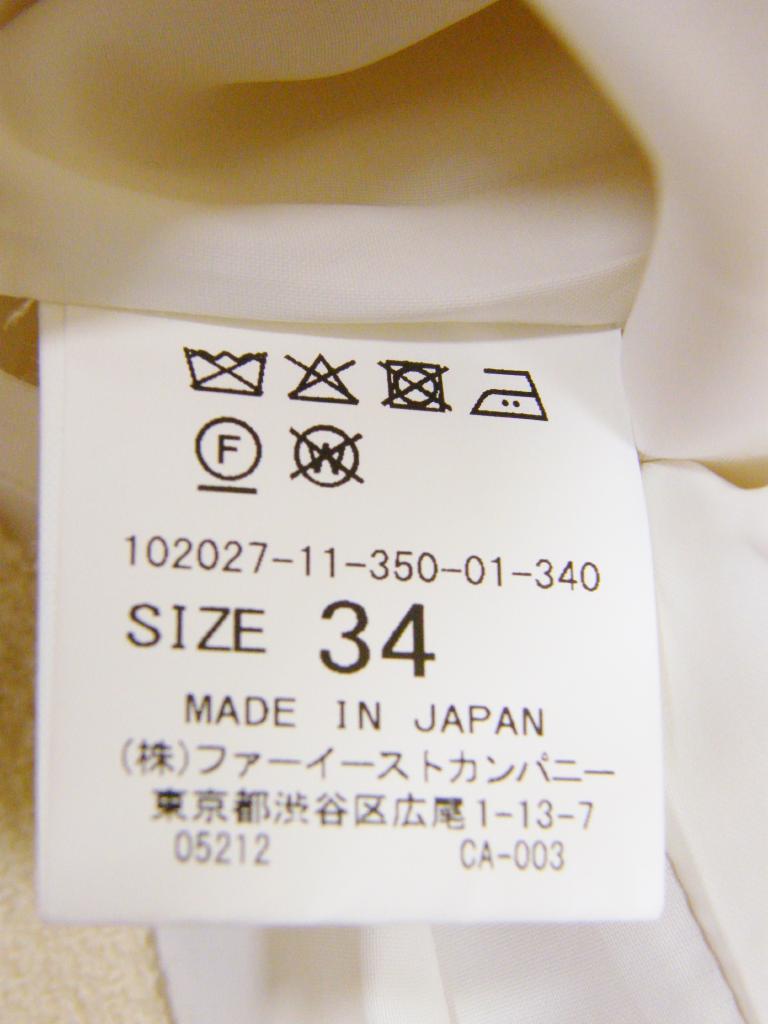 F W
102027-11-350-01-340
SIZE 34
MADE IN JAPAN
(株)ファーイーストカンパニー
東京都渋谷区広尾1-13-7
05212 CA-003